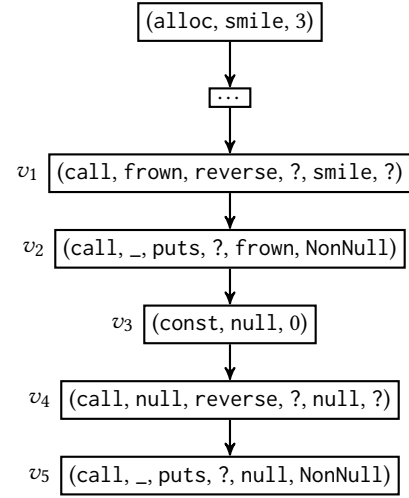 (alloc, smile, 3)
...
v₁ (call, frown, reverse, ?, smile, ?)
v₂ (call, _, puts, ?, frown, NonNull)
v₃ (const, null, 0)
v₄ (call, null, reverse, ?, null, ?)
v₅ (call, _, puts, ?, null, NonNull)